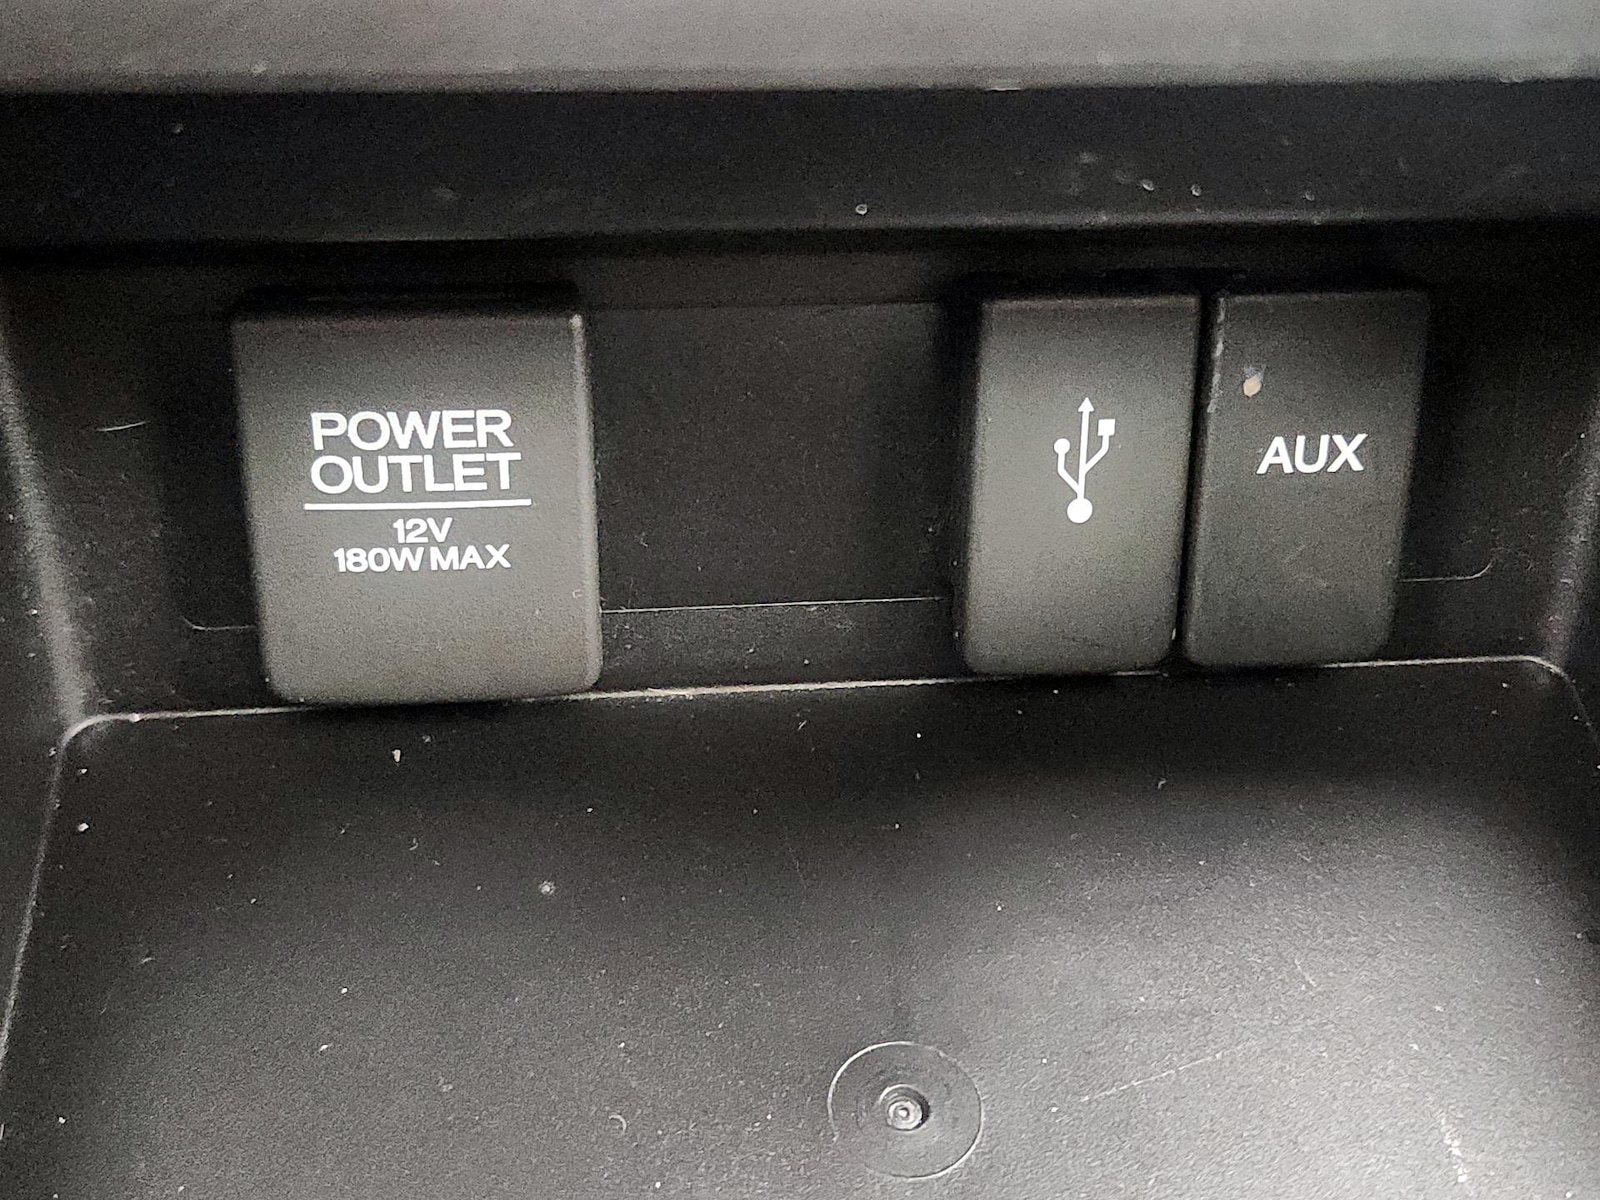 POWER
OUTLET
12V
180W MAX
AUX